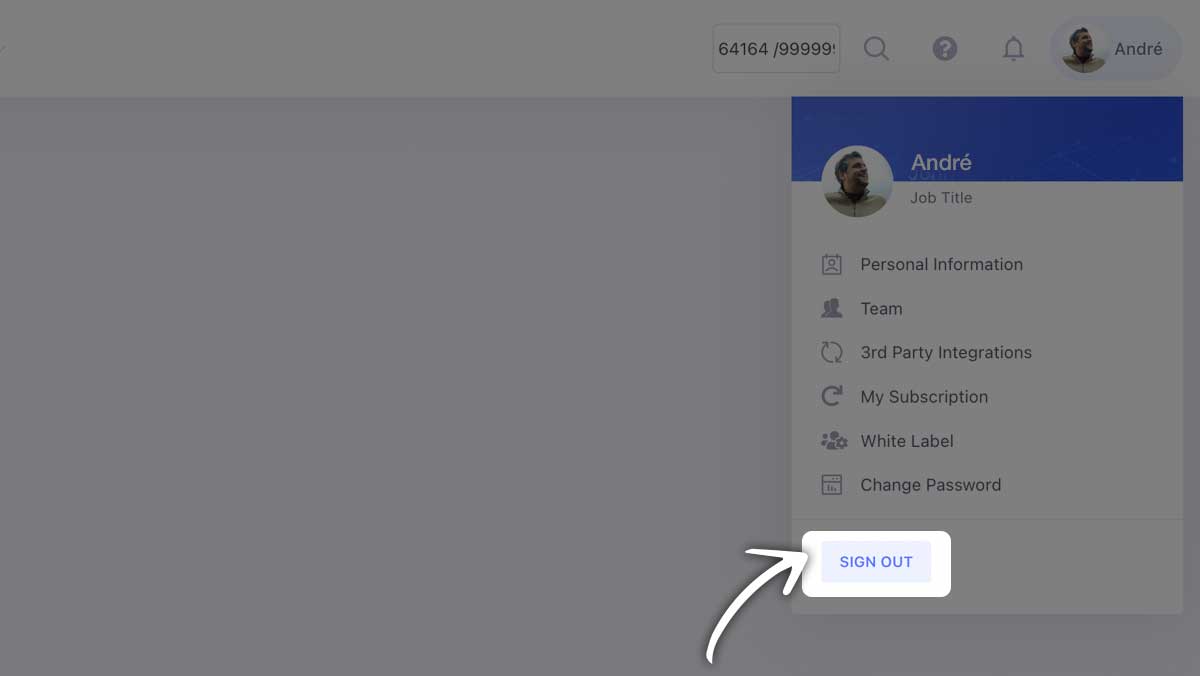 64164 /99999
André
André
Job Title
Personal Information
Team
3rd Party Integrations
My Subscription
White Label
Change Password
SIGN OUT